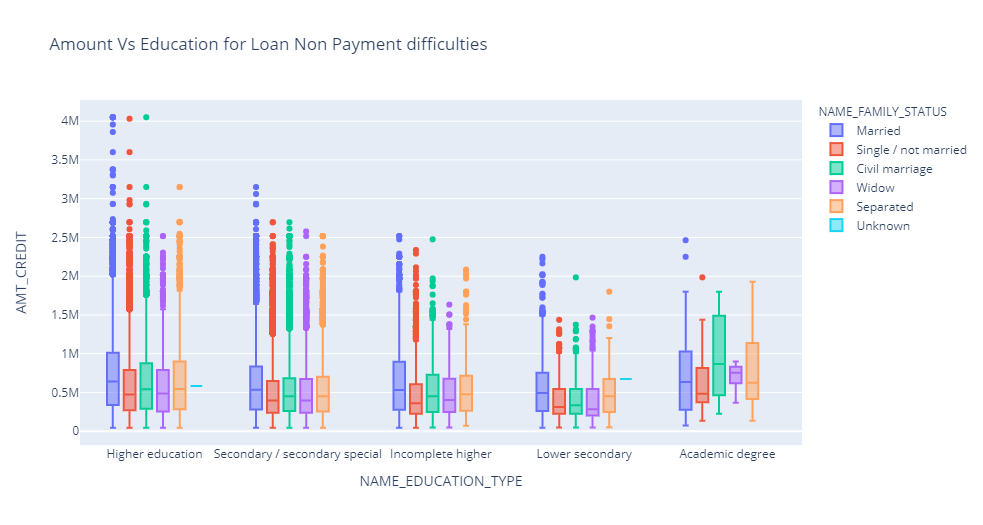 Amount Vs Education for Loan Non Payment difficulties
AMT_CREDIT
4M
3.5M
3M
2.5M
2M
1.5M
1M
0.5M
0
Higher education
Secondary / secondary special
Incomplete higher
Lower secondary
Academic degree
NAME_EDUCATION_TYPE
NAME_FAMILY_STATUS
Married
Single / not married
Civil marriage
Widow
Separated
Unknown